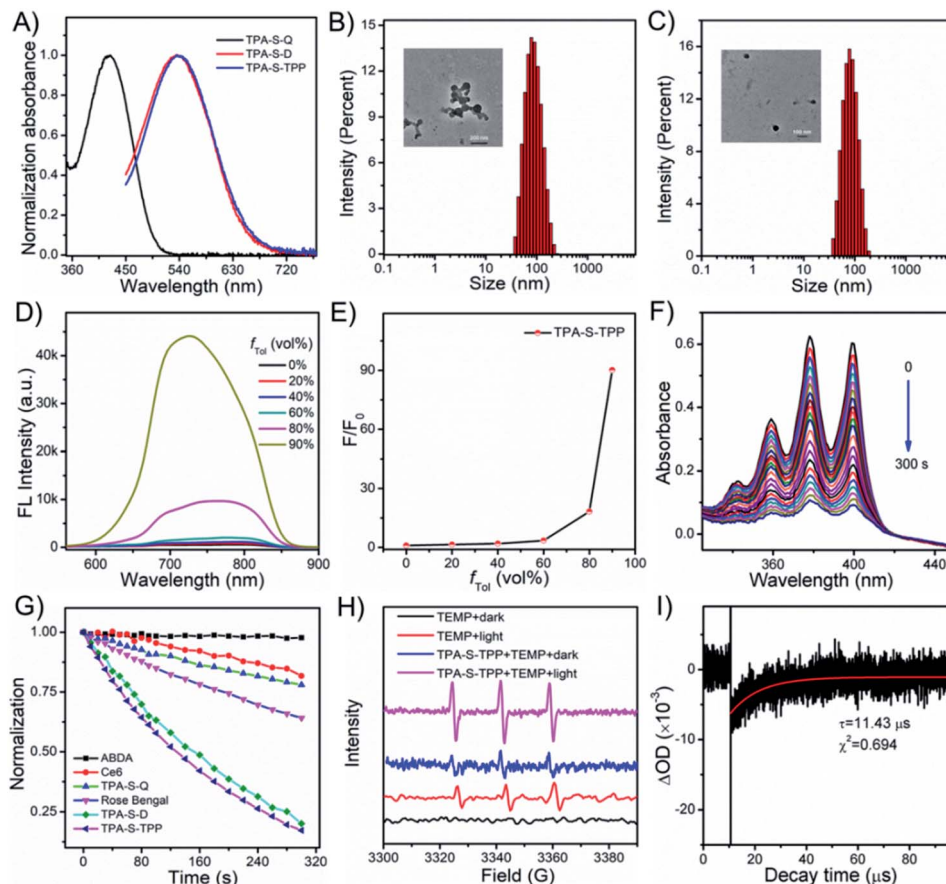 A)
TPA-S-Q
TPA-S-D
TPA-S-TPP
Normalization absorbance
1.0
0.8
0.6
0.4
0.2
0.0
360 450 540 630 720
Wavelength (nm)
B)
Intensity (Percent)
15
12
9
6
3
0
200 nm
0.1 1 10 100 1000
Size (nm)
C)
Intensity (Percent)
16
12
8
4
0
100 nm
0.1 1 10 100 1000
Size (nm)
D)
FL Intensity (a.u.)
40k
30k
20k
10k
0
fTol (vol%)
0%
20%
40%
60%
80%
90%
600 700 800 900
Wavelength (nm)
E)
TPA-S-TPP
F/F0
90
60
30
0
0 20 40 60 80 100
fTol (vol%)
F)
Absorbance
0.6
0.4
0.2
0.0
0
300 s
360 400 440
Wavelength (nm)
G)
Normalization
1.00
0.75
0.50
0.25
ABDA
Ce6
TPA-S-Q
Rose Bengal
TPA-S-D
TPA-S-TPP
0 80 160 240 320
Time (s)
H)
TEMP+dark
TEMP+light
TPA-S-TPP+TEMP+dark
TPA-S-TPP+TEMP+light
Intensity
3300 3330 3360 3390
Field (G)
I)
ΔOD (×10-3)
0
-10
-20
τ=11.43 μs
χ2=0.694
0 20 40 60 80
Decay time (μs)